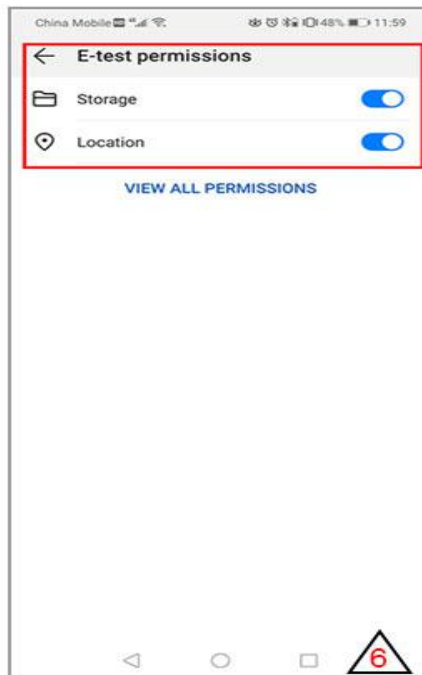 China Mobile 48% 11:59
E-test permissions
Storage
Location
VIEW ALL PERMISSIONS
6